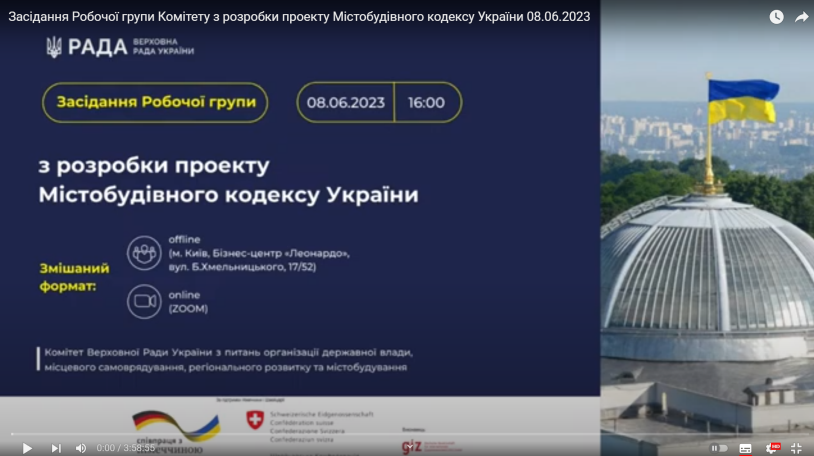 Засідання Робочої групи Комітету з розробки проекту Містобудівного кодексу України 08.06.2023
РАДА ВЕРХОВНА
РАДА УКРАЇНИ
Засідання Робочої групи
08.06.2023 16:00
з розробки проекту
Містобудівного кодексу України
offline
(м. Київ, Бізнес-центр «Леонардо»,
вул. Б.Хмельницького, 17/52)
Змішаний
формат:
online
(ZOOM)
Комітет Верховної Ради України з питань організації державної влади,
місцевого самоврядування, регіонального розвитку та містобудування
Schweizerische Eidgenossenschaft
Confédération suisse
Confederazione Svizzera
Confederaziun svizra
співпраця з
giz
0:00 / 3:58:55
HD